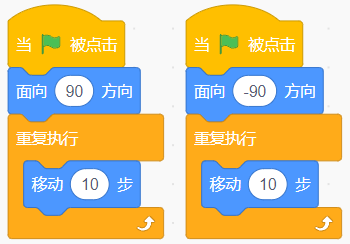 当 被点击
面向 90 方向
重复执行
移动 10 步
当 被点击
面向 -90 方向
重复执行
移动 10 步